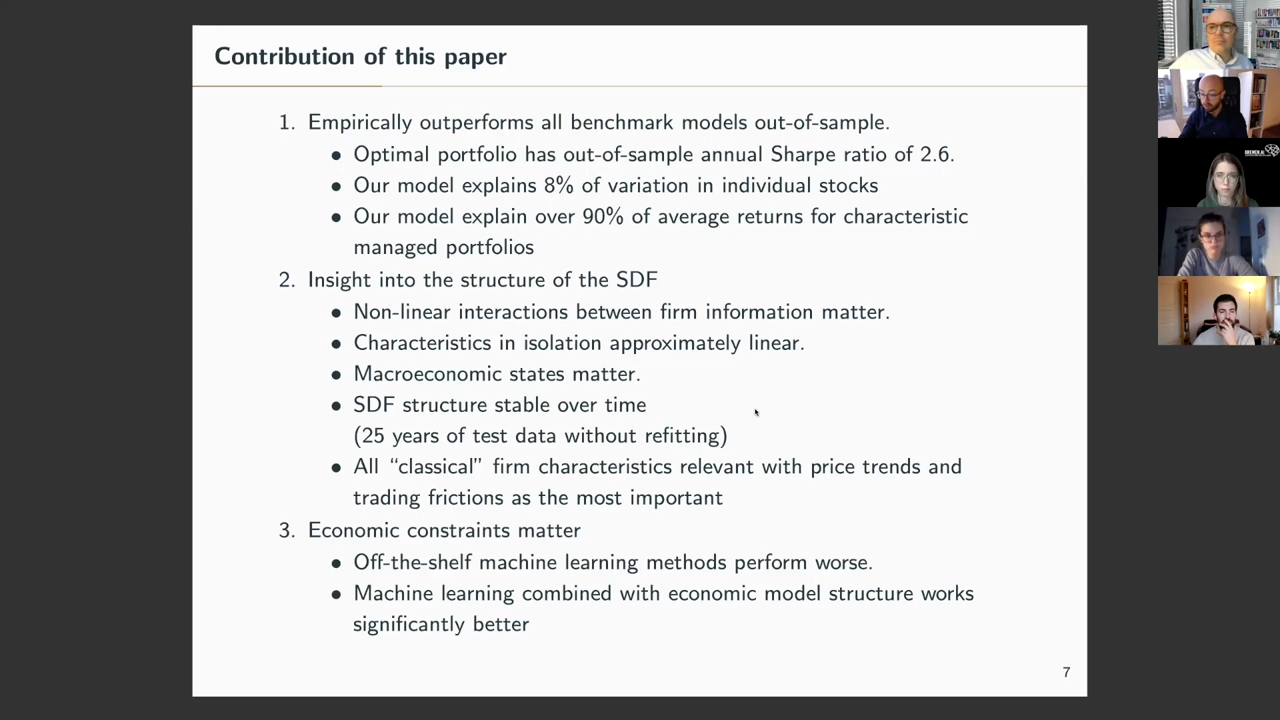 Contribution of this paper
1. Empirically outperforms all benchmark models out-of-sample.
• Optimal portfolio has out-of-sample annual Sharpe ratio of 2.6.
• Our model explains 8% of variation in individual stocks
• Our model explain over 90% of average returns for characteristic
managed portfolios
2. Insight into the structure of the SDF
• Non-linear interactions between firm information matter.
• Characteristics in isolation approximately linear.
• Macroeconomic states matter.
• SDF structure stable over time
(25 years of test data without refitting)
• All “classical” firm characteristics relevant with price trends and
trading frictions as the most important
3. Economic constraints matter
• Off-the-shelf machine learning methods perform worse.
• Machine learning combined with economic model structure works
significantly better
7
BREMEN.AI